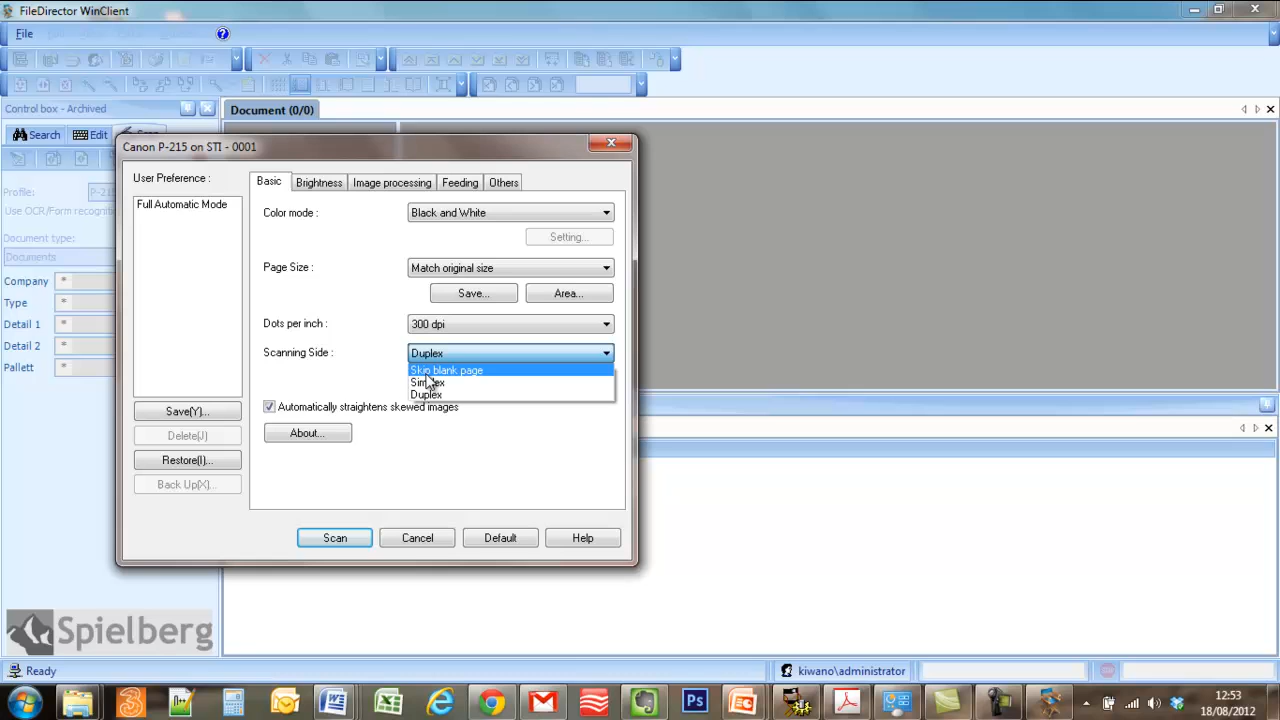 FileDirector WinClient
File
Control box - Archived
Document (0/0)
Search
Edit
Canon P-215 on STI - 0001
User Preference :
Basic
Brightness
Image processing
Feeding
Others
Full Automatic Mode
Color mode :
Black and White
Setting...
Page Size :
Match original size
Save...
Area...
Dots per inch :
300 dpi
Scanning Side :
Duplex
Skip blank page
Simplex
Duplex
Automatically straightens skewed images
About...
Save(Y)...
Delete(J)
Restore(I)...
Back Up(X)...
Scan
Cancel
Default
Help
Profile:
Use OCR/Form recogniti
Document type:
Documents
Company *
Type *
Detail 1 *
Detail 2 *
Pallett *
Spielberg
Ready
kiwano\administrator
W
Ps
12:53
18/08/2012